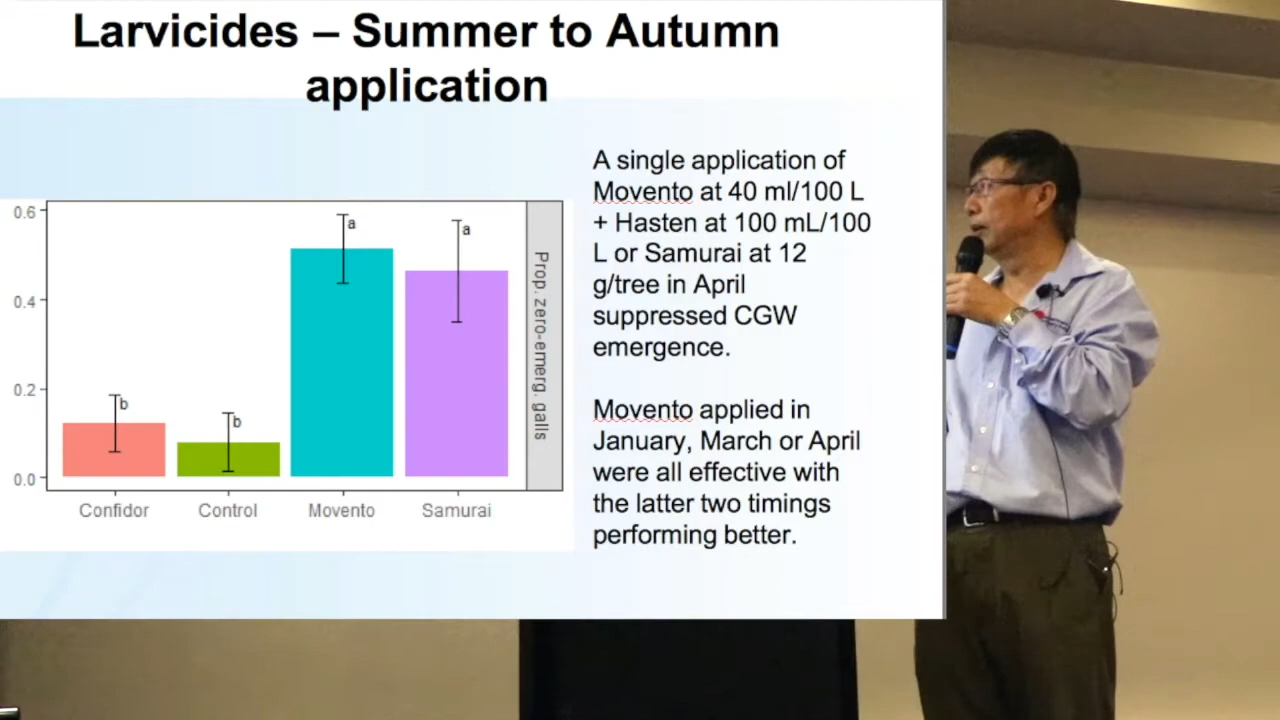 Larvicides – Summer to Autumn
application
A single application of
Movento at 40 ml/100 L
+ Hasten at 100 mL/100
L or Samurai at 12
g/tree in April
suppressed CGW
emergence.
Movento applied in
January, March or April
were all effective with
the latter two timings
performing better.
0.6
0.4
0.2
0.0
b
b
a
a
Prop. zero-emerg. galls
Confidor Control Movento Samurai